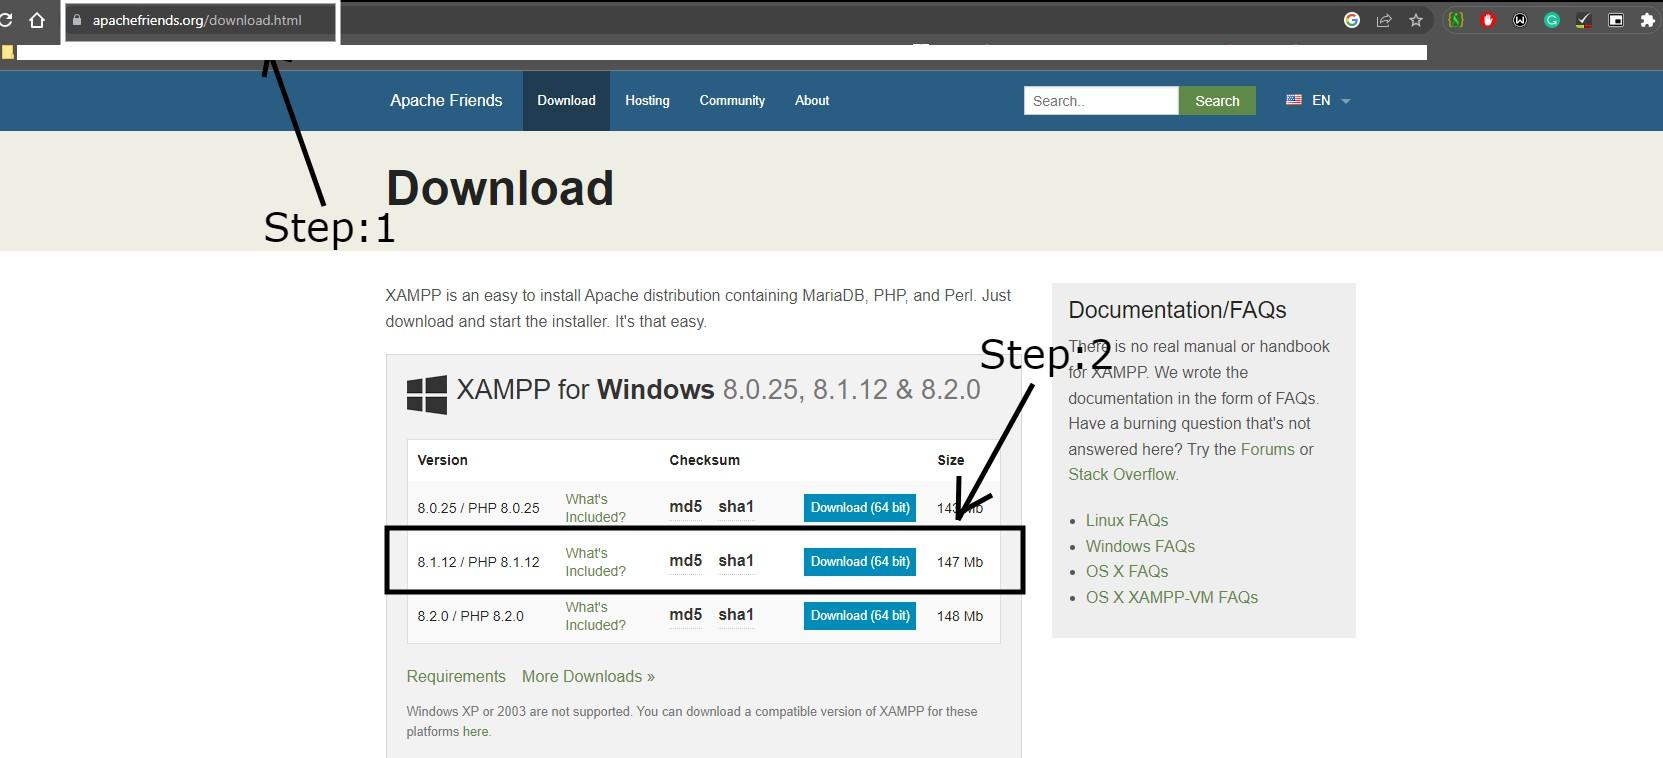 apachefriends.org/download.html
Apache Friends Download Hosting Community About Search.. Search EN
Download
Step:1
XAMPP is an easy to install Apache distribution containing MariaDB, PHP, and Perl. Just
download and start the installer. It's that easy.
XAMPP for Windows 8.0.25, 8.1.12 & 8.2.0
Version Checksum Size
8.0.25 / PHP 8.0.25 What's
Included? md5 sha1 Download (64 bit) 143 Mb
8.1.12 / PHP 8.1.12 What's
Included? md5 sha1 Download (64 bit) 147 Mb
8.2.0 / PHP 8.2.0 What's
Included? md5 sha1 Download (64 bit) 148 Mb
Requirements More Downloads »
Windows XP or 2003 are not supported. You can download a compatible version of XAMPP for these
platforms here.
Step:2
Documentation/FAQs
There is no real manual or handbook
for XAMPP. We wrote the
documentation in the form of FAQs.
Have a burning question that's not
answered here? Try the Forums or
Stack Overflow.
Linux FAQs
Windows FAQs
OS X FAQs
OS X XAMPP-VM FAQs